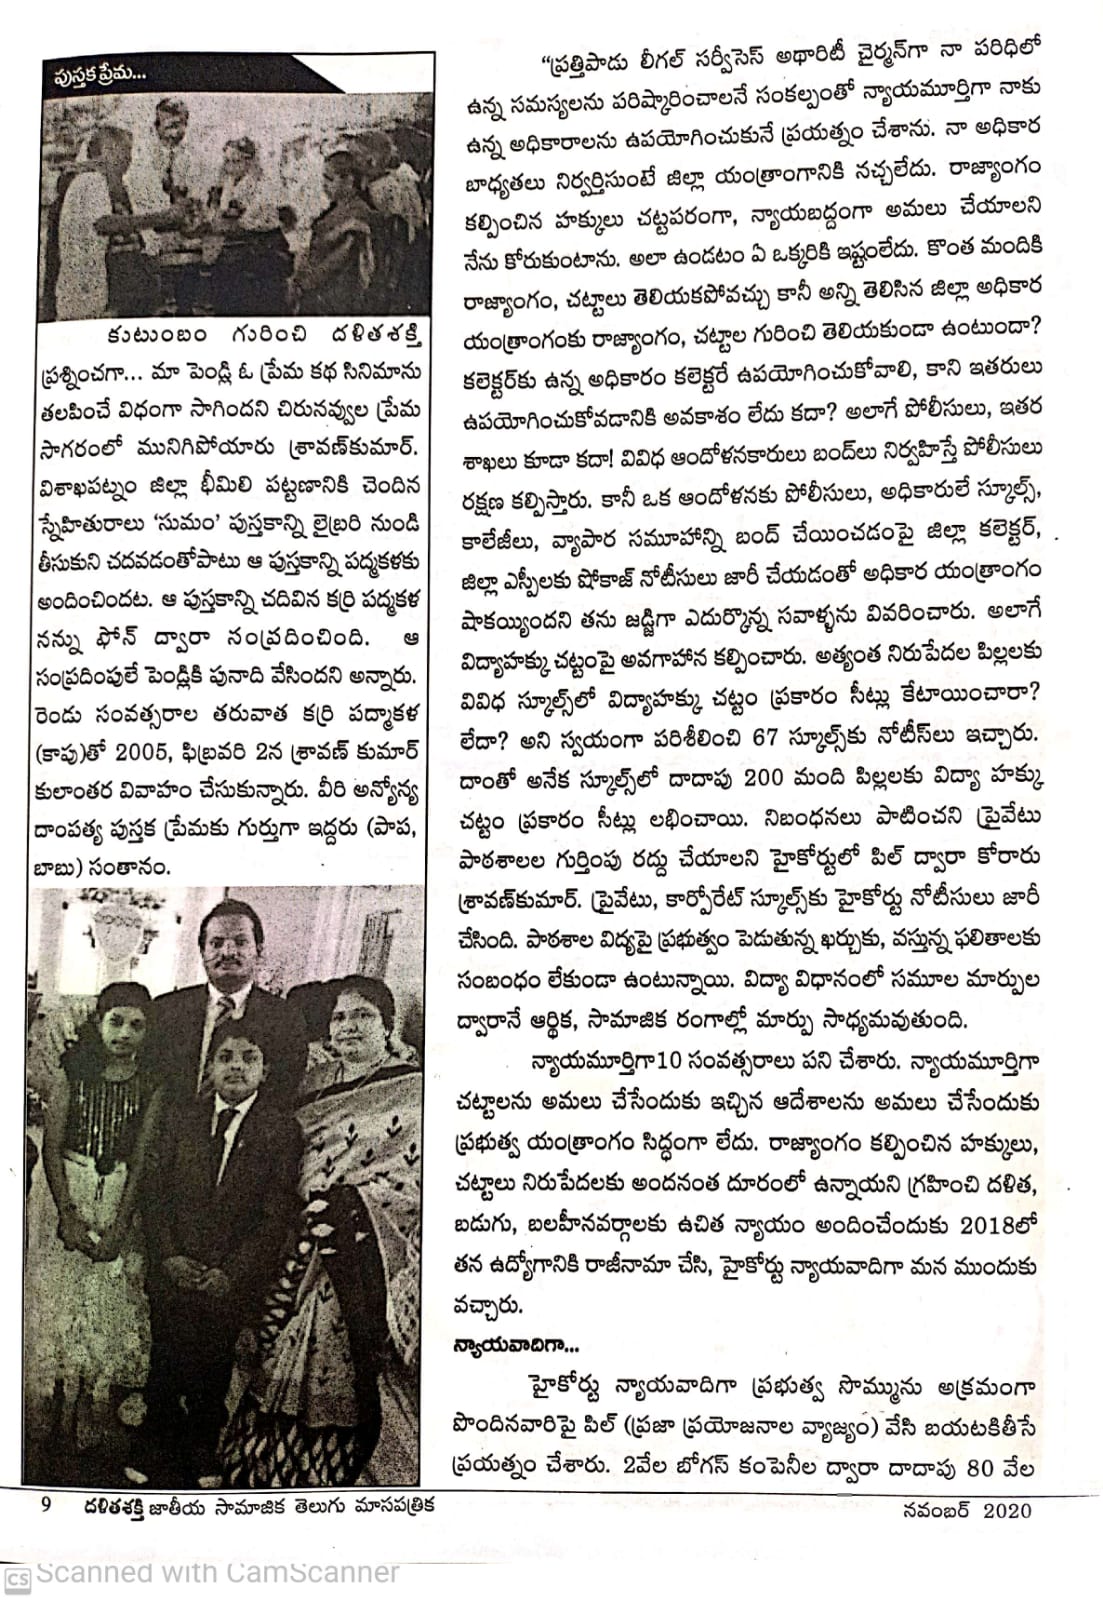 పుస్తక ప్రేమ...
కుటుంబం గురించి దళితశక్తి
ప్రశ్నించగా... మా పెండ్లి ఓ ప్రేమ కథ సినిమాను
తలపించే విధంగా సాగిందని చిరునవ్వుల ప్రేమ
సాగరంలో మునిగిపోయారు శ్రావణ్‌కుమార్.
విశాఖపట్నం జిల్లా భీమిలి పట్టణానికి చెందిన
స్నేహితురాలు 'సుమం' పుస్తకాన్ని లైబ్రరి నుండి
తీసుకుని చదవడంతోపాటు ఆ పుస్తకాన్ని పద్మకళకు
అందించిందట. ఆ పుస్తకాన్ని చదివిన కర్రి పద్మకళ
నన్ను ఫోన్ ద్వారా సంప్రదించింది. ఆ
సంప్రదింపులే పెండ్లికి పునాది వేసిందని అన్నారు.
రెండు సంవత్సరాల తరువాత కర్రి పద్మాకళ
(కాపు)తో 2005, ఫిబ్రవరి 2న శ్రావణ్ కుమార్
కులాంతర వివాహం చేసుకున్నారు. వీరి అన్యోన్య
దాంపత్య పుస్తక ప్రేమకు గుర్తుగా ఇద్దరు (పాప,
బాబు) సంతానం.
"ప్రత్తిపాడు లీగల్ సర్వీసెస్ అథారిటీ చైర్మన్‌గా నా పరిధిలో
ఉన్న సమస్యలను పరిష్కారించాలనే సంకల్పంతో న్యాయమూర్తిగా నాకు
ఉన్న అధికారాలను ఉపయోగించుకునే ప్రయత్నం చేశాను. నా అధికార
బాధ్యతలు నిర్వర్తిసుంటే జిల్లా యంత్రాంగానికి నచ్చలేదు. రాజ్యాంగం
కల్పించిన హక్కులు చట్టపరంగా, న్యాయబద్దంగా అమలు చేయాలని
నేను కోరుకుంటాను. అలా ఉండటం ఏ ఒక్కరికి ఇష్టంలేదు. కొంత మందికి
రాజ్యాంగం, చట్టాలు తెలియకపోవచ్చు కానీ అన్ని తెలిసిన జిల్లా అధికార
యంత్రాంగంకు రాజ్యాంగం, చట్టాల గురించి తెలియకుండా ఉంటుందా?
కలెక్టర్‌కు ఉన్న అధికారం కలెక్టరే ఉపయోగించుకోవాలి, కాని ఇతరులు
ఉపయోగించుకోవడానికి అవకాశం లేదు కదా? అలాగే పోలీసులు, ఇతర
శాఖలు కూడా కదా! వివిధ ఆందోళనకారులు బంద్‌లు నిర్వహిస్తే పోలీసులు
రక్షణ కల్పిస్తారు. కానీ ఒక ఆందోళనకు పోలీసులు, అధికారులే స్కూల్స్,
కాలేజీలు, వ్యాపార సమూహాన్ని బంద్ చేయించడంపై జిల్లా కలెక్టర్,
జిల్లా ఎస్పీలకు షోకాజ్ నోటీసులు జారీ చేయడంతో అధికార యంత్రాంగం
షాకయ్యిందని తను జడ్జిగా ఎదుర్కొన్న సవాళ్ళను వివరించారు. అలాగే
విద్యాహక్కు చట్టంపై అవగాహాన కల్పించారు. అత్యంత నిరుపేదల పిల్లలకు
వివిధ స్కూల్స్‌లో విద్యాహక్కు చట్టం ప్రకారం సీట్లు కేటాయించారా?
లేదా? అని స్వయంగా పరిశీలించి 67 స్కూల్స్‌కు నోటీస్‌లు ఇచ్చారు.
దాంతో అనేక స్కూల్స్‌లో దాదాపు 200 మంది పిల్లలకు విద్యా హక్కు
చట్టం ప్రకారం సీట్లు లభించాయి. నిబంధనలు పాటించని ప్రైవేటు
పాఠశాలల గుర్తింపు రద్దు చేయాలని హైకోర్టులో పిల్ ద్వారా కోరారు
శ్రావణ్‌కుమార్. ప్రైవేటు, కార్పోరేట్ స్కూల్స్‌కు హైకోర్టు నోటీసులు జారీ
చేసింది. పాఠశాల విద్యపై ప్రభుత్వం పెడుతున్న ఖర్చుకు, వస్తున్న ఫలితాలకు
సంబంధం లేకుండా ఉంటున్నాయి. విద్యా విధానంలో సమూల మార్పుల
ద్వారానే ఆర్థిక, సామాజిక రంగాల్లో మార్పు సాధ్యమవుతుంది.
న్యాయమూర్తిగా10 సంవత్సరాలు పని చేశారు. న్యాయమూర్తిగా
చట్టాలను అమలు చేసేందుకు ఇచ్చిన ఆదేశాలను అమలు చేసేందుకు
ప్రభుత్వ యంత్రాంగం సిద్ధంగా లేదు. రాజ్యాంగం కల్పించిన హక్కులు,
చట్టాలు నిరుపేదలకు అందనంత దూరంలో ఉన్నాయని గ్రహించి దళిత,
బడుగు, బలహీనవర్గాలకు ఉచిత న్యాయం అందించేందుకు 2018లో
తన ఉద్యోగానికి రాజీనామా చేసి, హైకోర్టు న్యాయవాదిగా మన ముందుకు
వచ్చారు.
న్యాయవాదిగా...
హైకోర్టు న్యాయవాదిగా ప్రభుత్వ సొమ్మును అక్రమంగా
పొందినవారిపై పిల్ (ప్రజా ప్రయోజనాల వ్యాజ్యం) వేసి బయటకితీసే
ప్రయత్నం చేశారు. 2వేల బోగస్ కంపెనీల ద్వారా దాదాపు 80 వేల
9 దళితశక్తి జాతీయ సామాజిక తెలుగు మాసపత్రిక
నవంబర్ 2020
CS Scanned with CamScanner